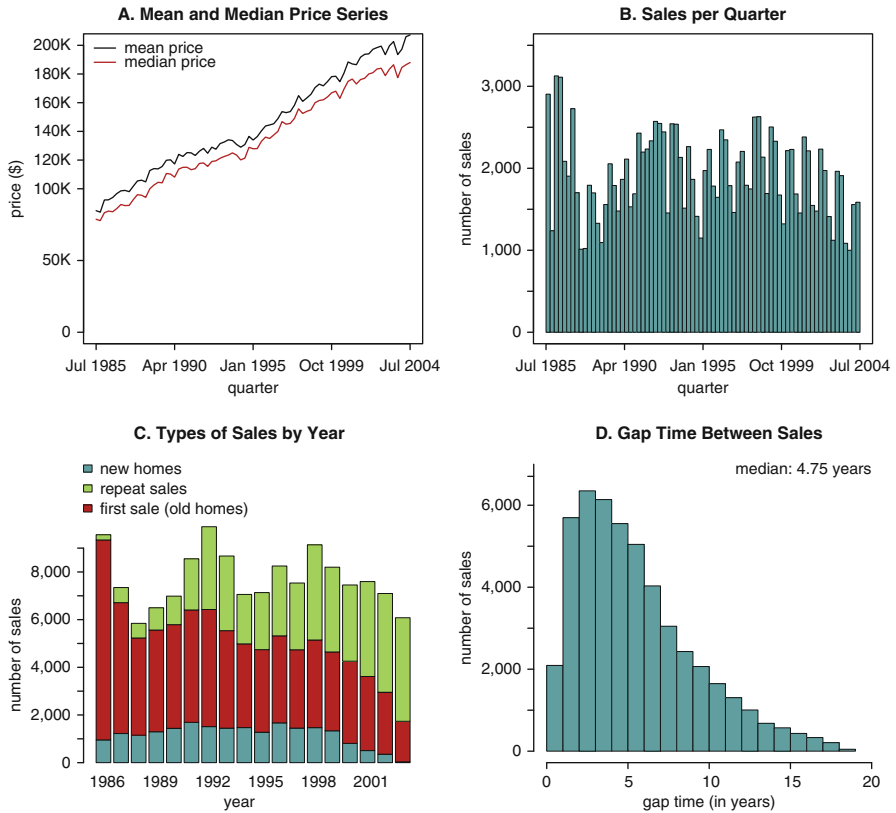 A. Mean and Median Price Series
mean price
median price
200K
180K
160K
140K
120K
100K
50K
0
price ($)
Jul 1985 Apr 1990 Jan 1995 Oct 1999 Jul 2004
quarter
B. Sales per Quarter
3,000
2,000
1,000
0
number of sales
Jul 1985 Apr 1990 Jan 1995 Oct 1999 Jul 2004
quarter
C. Types of Sales by Year
new homes
repeat sales
first sale (old homes)
8,000
6,000
4,000
2,000
0
number of sales
1986 1989 1992 1995 1998 2001
year
D. Gap Time Between Sales
median: 4.75 years
6,000
4,000
2,000
0
number of sales
0 5 10 15 20
gap time (in years)